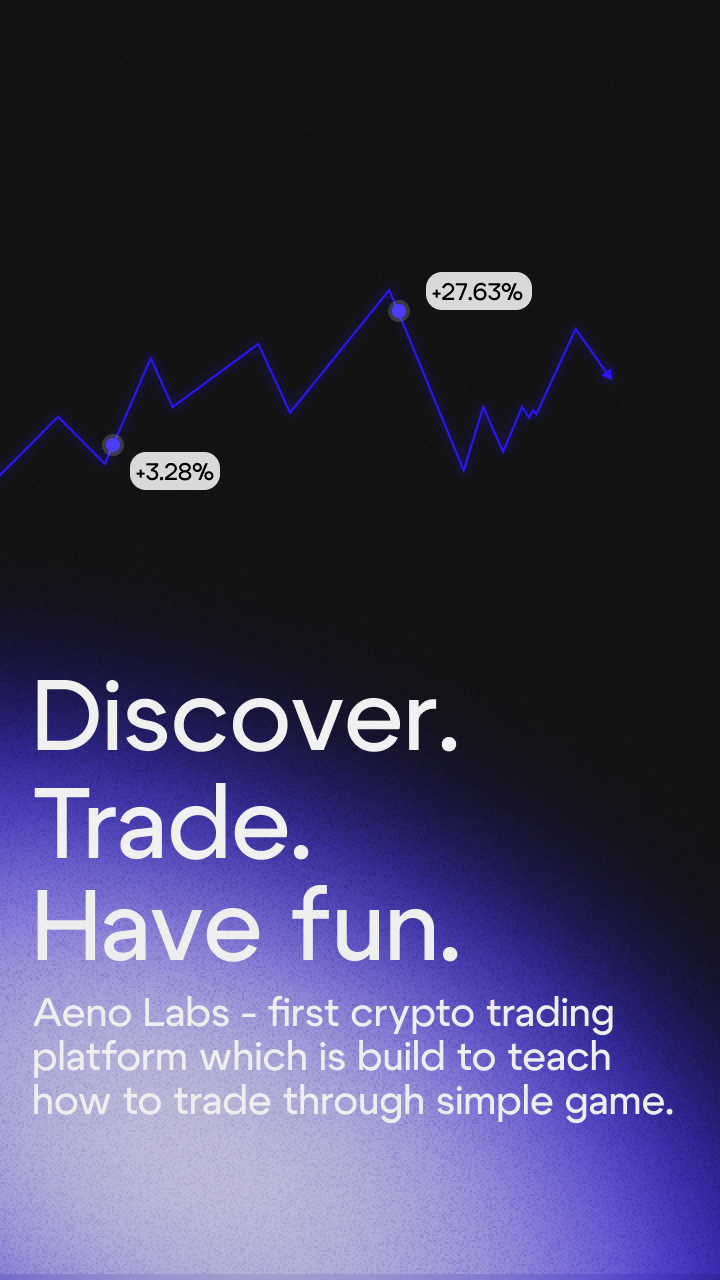 +27.63%
+3.28%
Discover.
Trade.
Have fun.
Aeno Labs - first crypto trading
platform which is build to teach
how to trade through simple game.